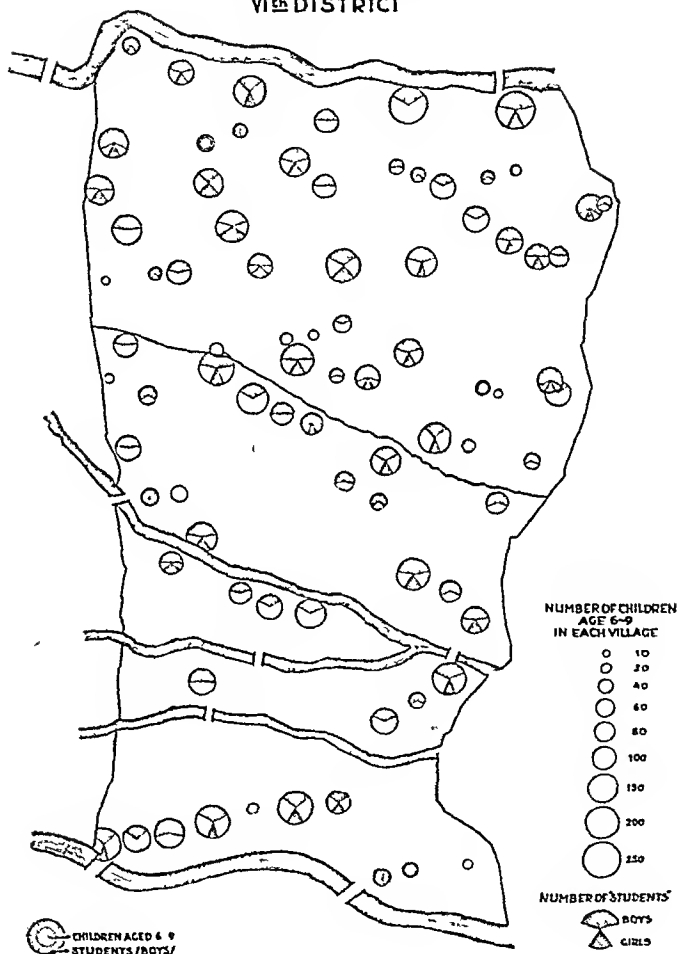 VIth DISTRICT
NUMBER OF CHILDREN
AGE 6-9
IN EACH VILLAGE
10
20
40
60
80
100
150
200
250
NUMBER OF "STUDENTS"
BOYS
GIRLS
CHILDREN AGED 6 9
STUDENTS /BOYS/